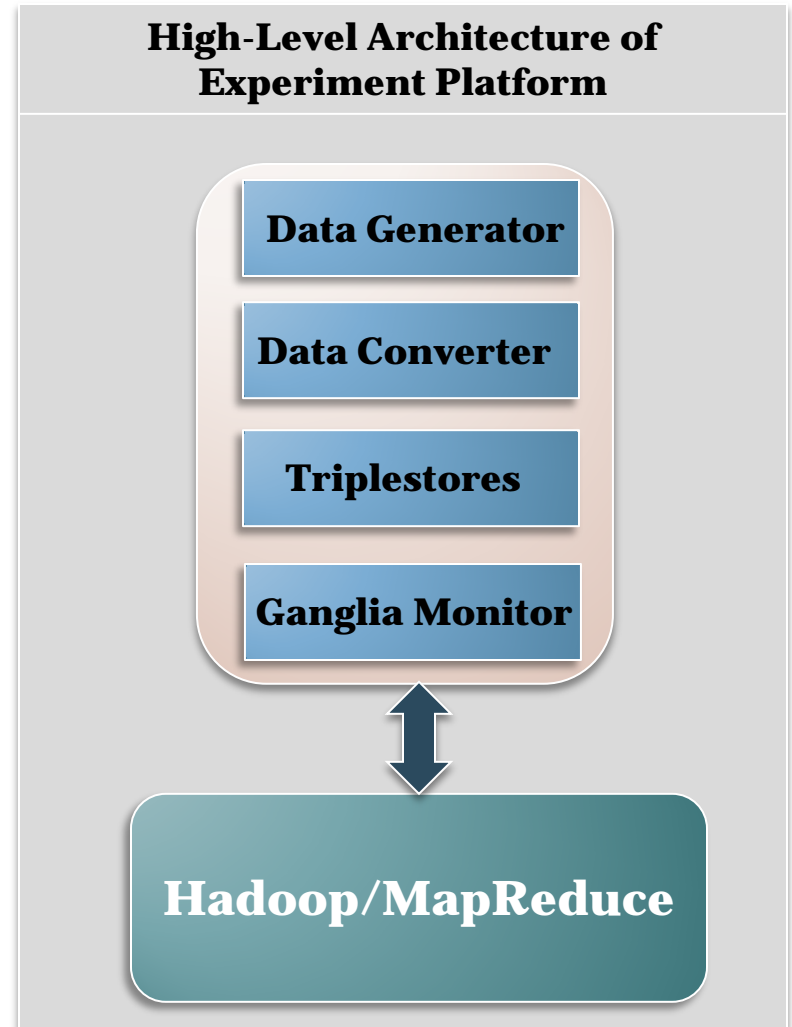 High-Level Architecture of
Experiment Platform
Data Generator
Data Converter
Triplestores
Ganglia Monitor
Hadoop/MapReduce